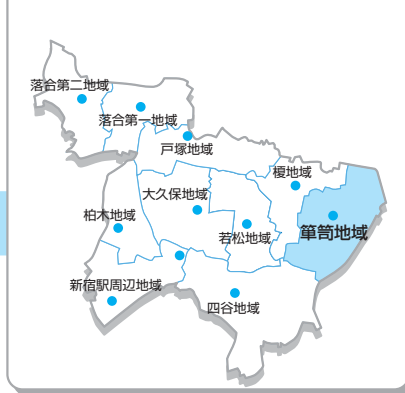 落合第二地域
落合第一地域
戸塚地域
榎地域
大久保地域
柏木地域
若松地域
箪笥地域
新宿駅周辺地域
四谷地域